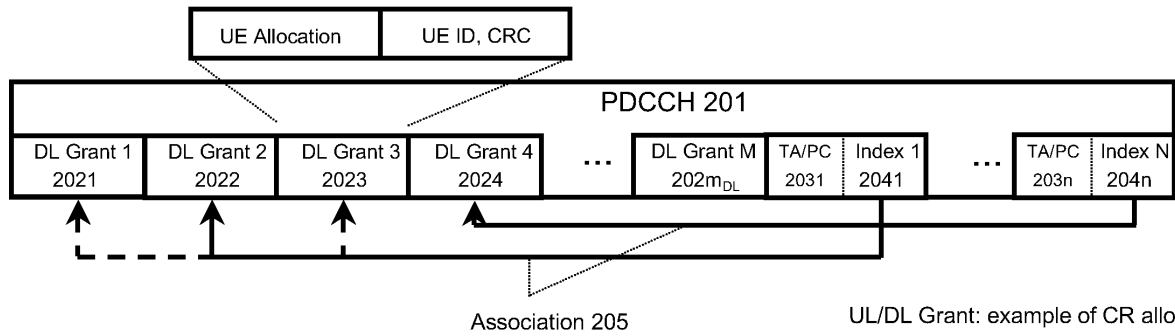 UE Allocation UE ID, CRC
PDCCH 201
DL Grant 1 DL Grant 2 DL Grant 3 DL Grant 4 ... DL Grant M TA/PC Index 1 ... TA/PC Index N
2021 2022 2023 2024 202mDL 2031 2041 203n 204n
Association 205
UL/DL Grant: example of CR allo